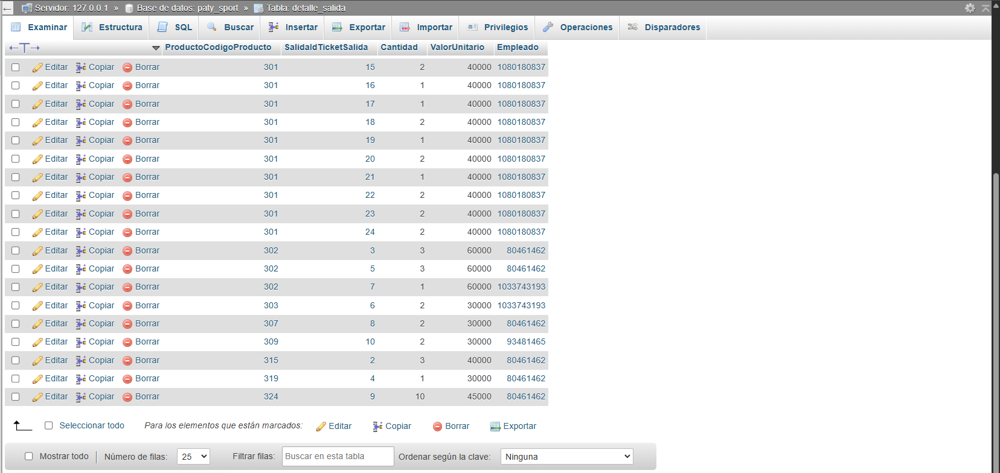 Servidor: 127.0.0.1 » Base de datos: paty_sport » Tabla: detalle_salida
Examinar Estructura SQL Buscar Insertar Exportar Importar Privilegios Operaciones Disparadores
ProductoCodigoProducto SalidaIdTicketSalida Cantidad ValorUnitario Empleado
Editar Copiar Borrar 301 15 2 40000 1080180837
Editar Copiar Borrar 301 16 1 40000 1080180837
Editar Copiar Borrar 301 17 1 40000 1080180837
Editar Copiar Borrar 301 18 2 40000 1080180837
Editar Copiar Borrar 301 19 1 40000 1080180837
Editar Copiar Borrar 301 20 2 40000 1080180837
Editar Copiar Borrar 301 21 1 40000 1080180837
Editar Copiar Borrar 301 22 2 40000 1080180837
Editar Copiar Borrar 301 23 2 40000 1080180837
Editar Copiar Borrar 301 24 2 40000 1080180837
Editar Copiar Borrar 302 3 3 60000 80461462
Editar Copiar Borrar 302 5 3 60000 80461462
Editar Copiar Borrar 302 7 1 60000 1033743193
Editar Copiar Borrar 303 6 2 30000 1033743193
Editar Copiar Borrar 307 8 2 30000 80461462
Editar Copiar Borrar 309 10 2 30000 93481465
Editar Copiar Borrar 315 2 3 40000 80461462
Editar Copiar Borrar 319 4 1 30000 80461462
Editar Copiar Borrar 324 9 10 45000 80461462
Seleccionar todo Para los elementos que están marcados: Editar Copiar Borrar Exportar
Mostrar todo Número de filas: 25 Filtrar filas: Buscar en esta tabla Ordenar según la clave: Ninguna